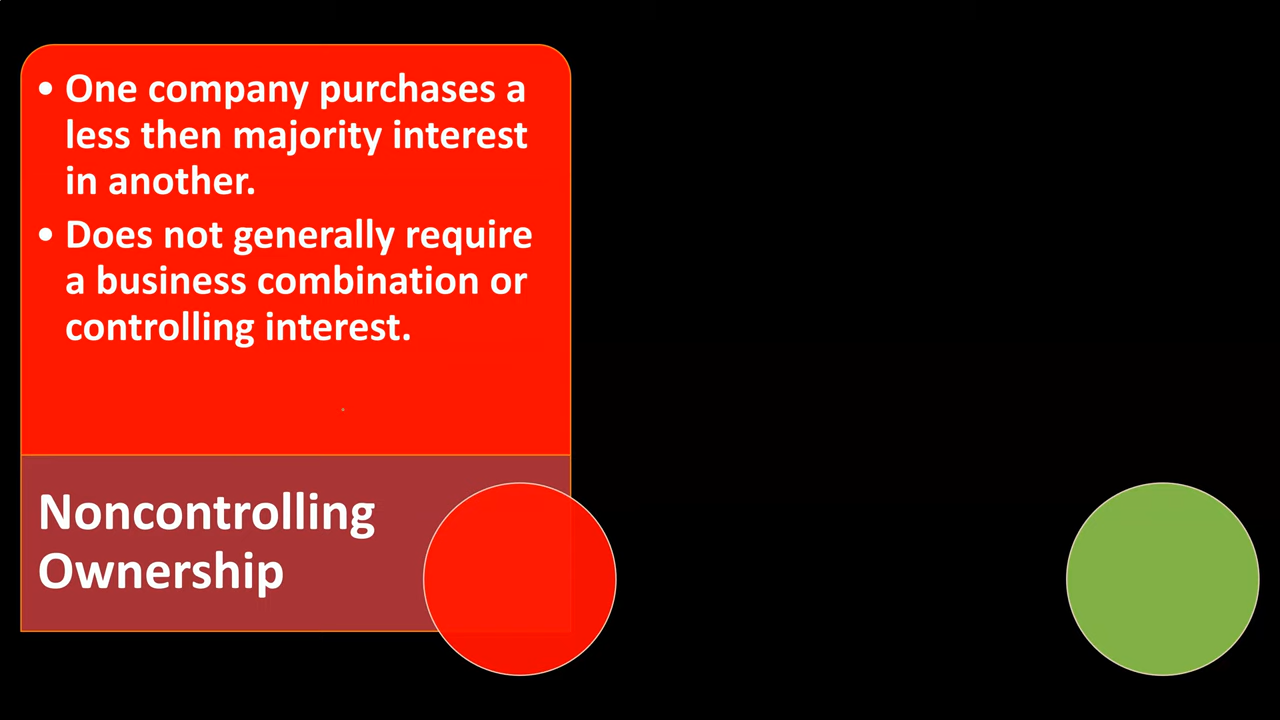 • One company purchases a
less then majority interest
in another.
• Does not generally require
a business combination or
controlling interest.
Noncontrolling
Ownership